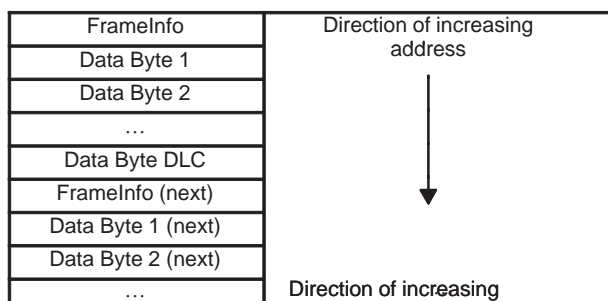 FrameInfo
Direction of increasing
address
Data Byte 1
Data Byte 2
…
Data Byte DLC
FrameInfo (next)
Data Byte 1 (next)
Data Byte 2 (next)
…
Direction of increasing